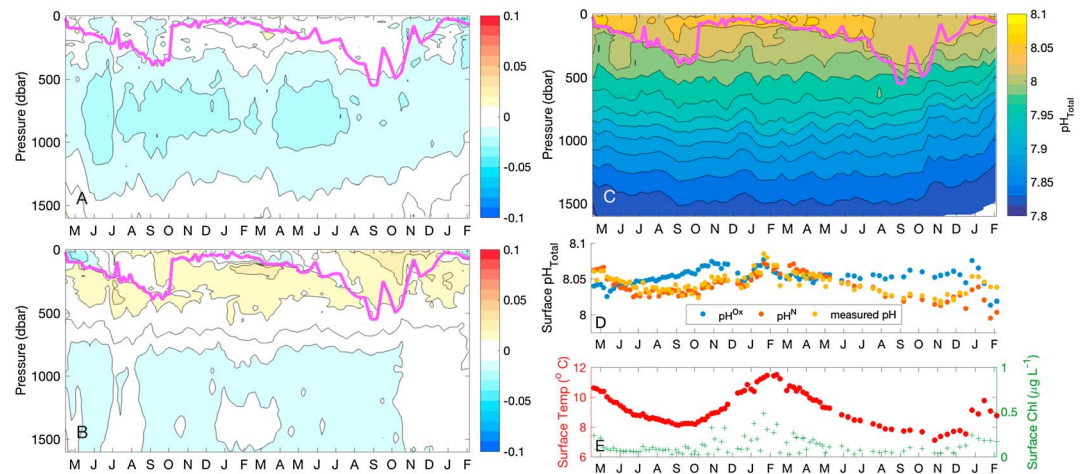 0
500
1000
1500
Pressure (dbar)
A
M J J A S O N D J F M A M J J A S O N D J F
0.1
0.05
0
-0.05
-0.1
0
500
1000
1500
Pressure (dbar)
B
M J J A S O N D J F M A M J J A S O N D J F
0.1
0.05
0
-0.05
-0.1
0
500
1000
1500
Pressure (dbar)
C
M J J A S O N D J F M A M J J A S O N D J F
8.1
8.05
8
7.95
7.9
7.85
7.8
pHTotal
8.1
8.05
8
Surface pHTotal
D
pHOx pHN measured pH
M J J A S O N D J F M A M J J A S O N D J F
12
10
8
6
Surface Temp (° C)
E
1
0.5
0
Surface Chl (μg L-1)
M J J A S O N D J F M A M J J A S O N D J F